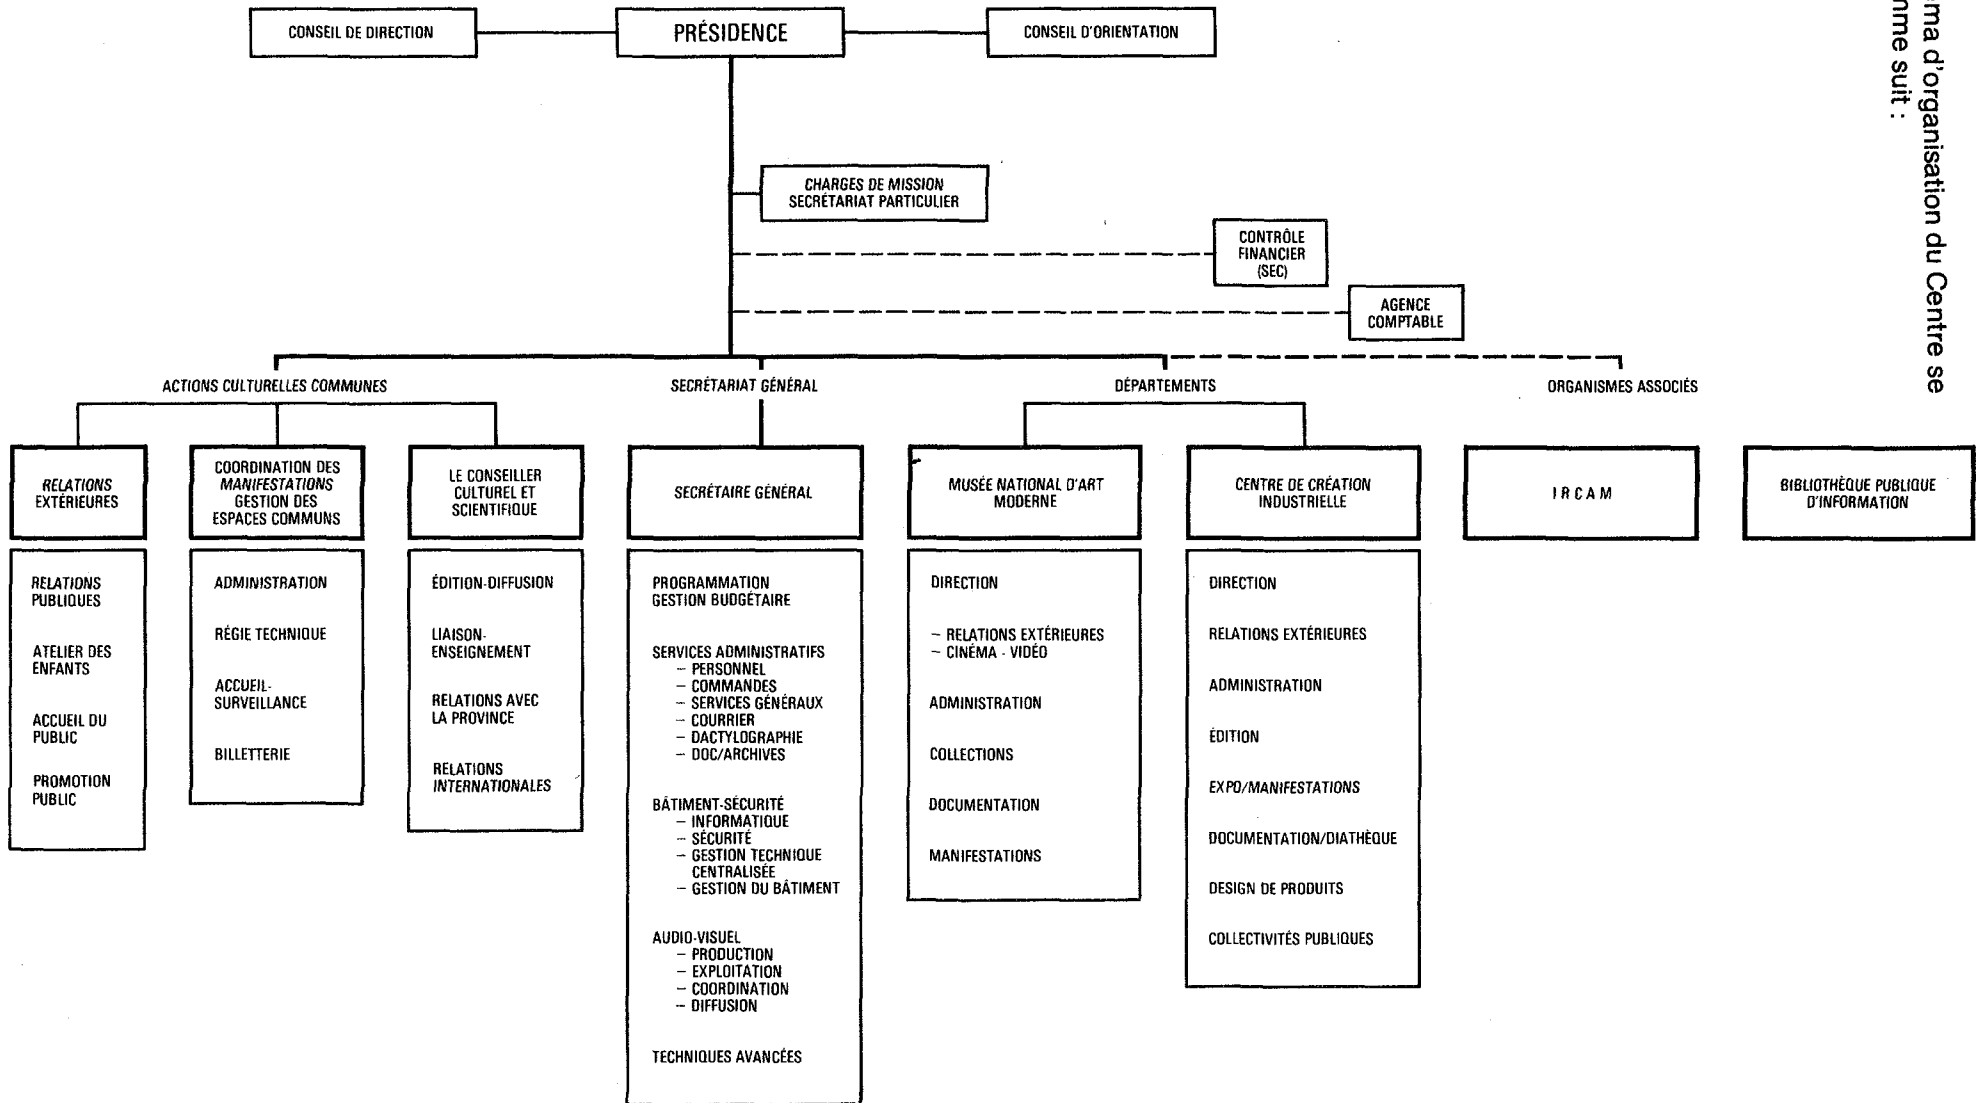 CONSEIL DE DIRECTION
PRÉSIDENCE
CONSEIL D'ORIENTATION
ma d'organisation du Centre se
mme suit :
CHARGES DE MISSION
SECRÉTARIAT PARTICULIER
CONTRÔLE
FINANCIER
(SEC)
AGENCE
COMPTABLE
ACTIONS CULTURELLES COMMUNES
SECRÉTARIAT GÉNÉRAL
DÉPARTEMENTS
ORGANISMES ASSOCIÉS
RELATIONS
EXTÉRIEURES
COORDINATION DES
MANIFESTATIONS
GESTION DES
ESPACES COMMUNS
LE CONSEILLER
CULTUREL ET
SCIENTIFIQUE
SECRÉTAIRE GÉNÉRAL
MUSÉE NATIONAL D'ART
MODERNE
CENTRE DE CRÉATION
INDUSTRIELLE
I R C A M
BIBLIOTHÈQUE PUBLIQUE
D'INFORMATION
RELATIONS
PUBLIQUES
ATELIER DES
ENFANTS
ACCUEIL DU
PUBLIC
PROMOTION
PUBLIC
ADMINISTRATION
RÉGIE TECHNIQUE
ACCUEIL-
SURVEILLANCE
BILLETTERIE
ÉDITION-DIFFUSION
LIAISON-
ENSEIGNEMENT
RELATIONS AVEC
LA PROVINCE
RELATIONS
INTERNATIONALES
PROGRAMMATION
GESTION BUDGÉTAIRE
SERVICES ADMINISTRATIFS
– PERSONNEL
– COMMANDES
– SERVICES GÉNÉRAUX
– COURRIER
– DACTYLOGRAPHIE
– DOC/ARCHIVES
BÂTIMENT-SÉCURITÉ
– INFORMATIQUE
– SÉCURITÉ
– GESTION TECHNIQUE
CENTRALISÉE
– GESTION DU BÂTIMENT
AUDIO-VISUEL
– PRODUCTION
– EXPLOITATION
– COORDINATION
– DIFFUSION
TECHNIQUES AVANCÉES
DIRECTION
– RELATIONS EXTÉRIEURES
– CINÉMA - VIDÉO
ADMINISTRATION
COLLECTIONS
DOCUMENTATION
MANIFESTATIONS
DIRECTION
RELATIONS EXTÉRIEURES
ADMINISTRATION
ÉDITION
EXPO/MANIFESTATIONS
DOCUMENTATION/DIATHÈQUE
DESIGN DE PRODUITS
COLLECTIVITÉS PUBLIQUES